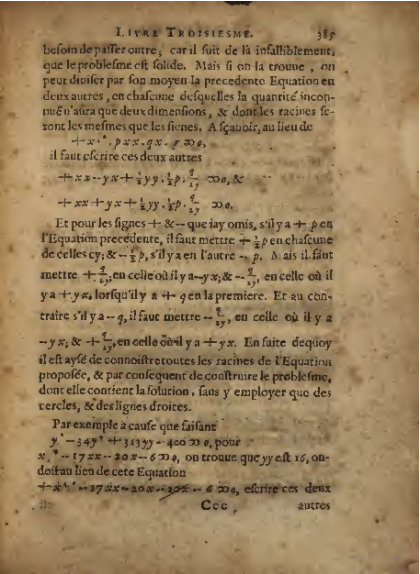 LIVRE TROISIESME. 385
besoin de passer outre; car il suit de là infalliblement,
que le problesme est solide. Mais si on la trouue, on
peut diuiser par son moyen la precedente Equation en
deux autres, en chascune desquelles la quantité incon-
nuë n'aura que deux dimensions, & dont les racines se-
ront les mesmes que les sienes. A sçauoir, au lieu de
+x⁴*. pxx. qx. r ∞ 0,
il faut escrire ces deux autres
+xx--yx+½yy.½p.q/2y ∞ 0, &
+xx+yx+½yy.½p.q/2y ∞ 0.
Et pour les signes + &-- que iay omis, s'il y a + p en
l'Equation precedente, il faut mettre +½p en chascune
de celles cy; &--½p, s'il y a en l'autre -- p. Mais il faut
mettre +q/2y, en celle où il y a--yx; &--q/2y, en celle où il
y a +yx, lorsqu'il y a + q en la premiere. Et au con-
traire s'il y a -- q, il faut mettre --q/2y, en celle où il y a
--yx; & +q/2y, en celle où il y a +yx. En suite dequoy
il est aysé de connoistre toutes les racines de l'Equation
proposée, & par consequent de construire le problesme,
dont elle contient la solution, sans y employer que des
cercles, & des lignes droites.
Par exemple à cause que faisant
y⁶--34y⁴+313yy--400 ∞ 0, pour
x⁴*--17xx--20x--6 ∞ 0, on trouue que yy est 16, on-
doit au lieu de cete Equation
+x⁴*--17xx--20x--6 ∞ 0, escrire ces deux
Ccc autres